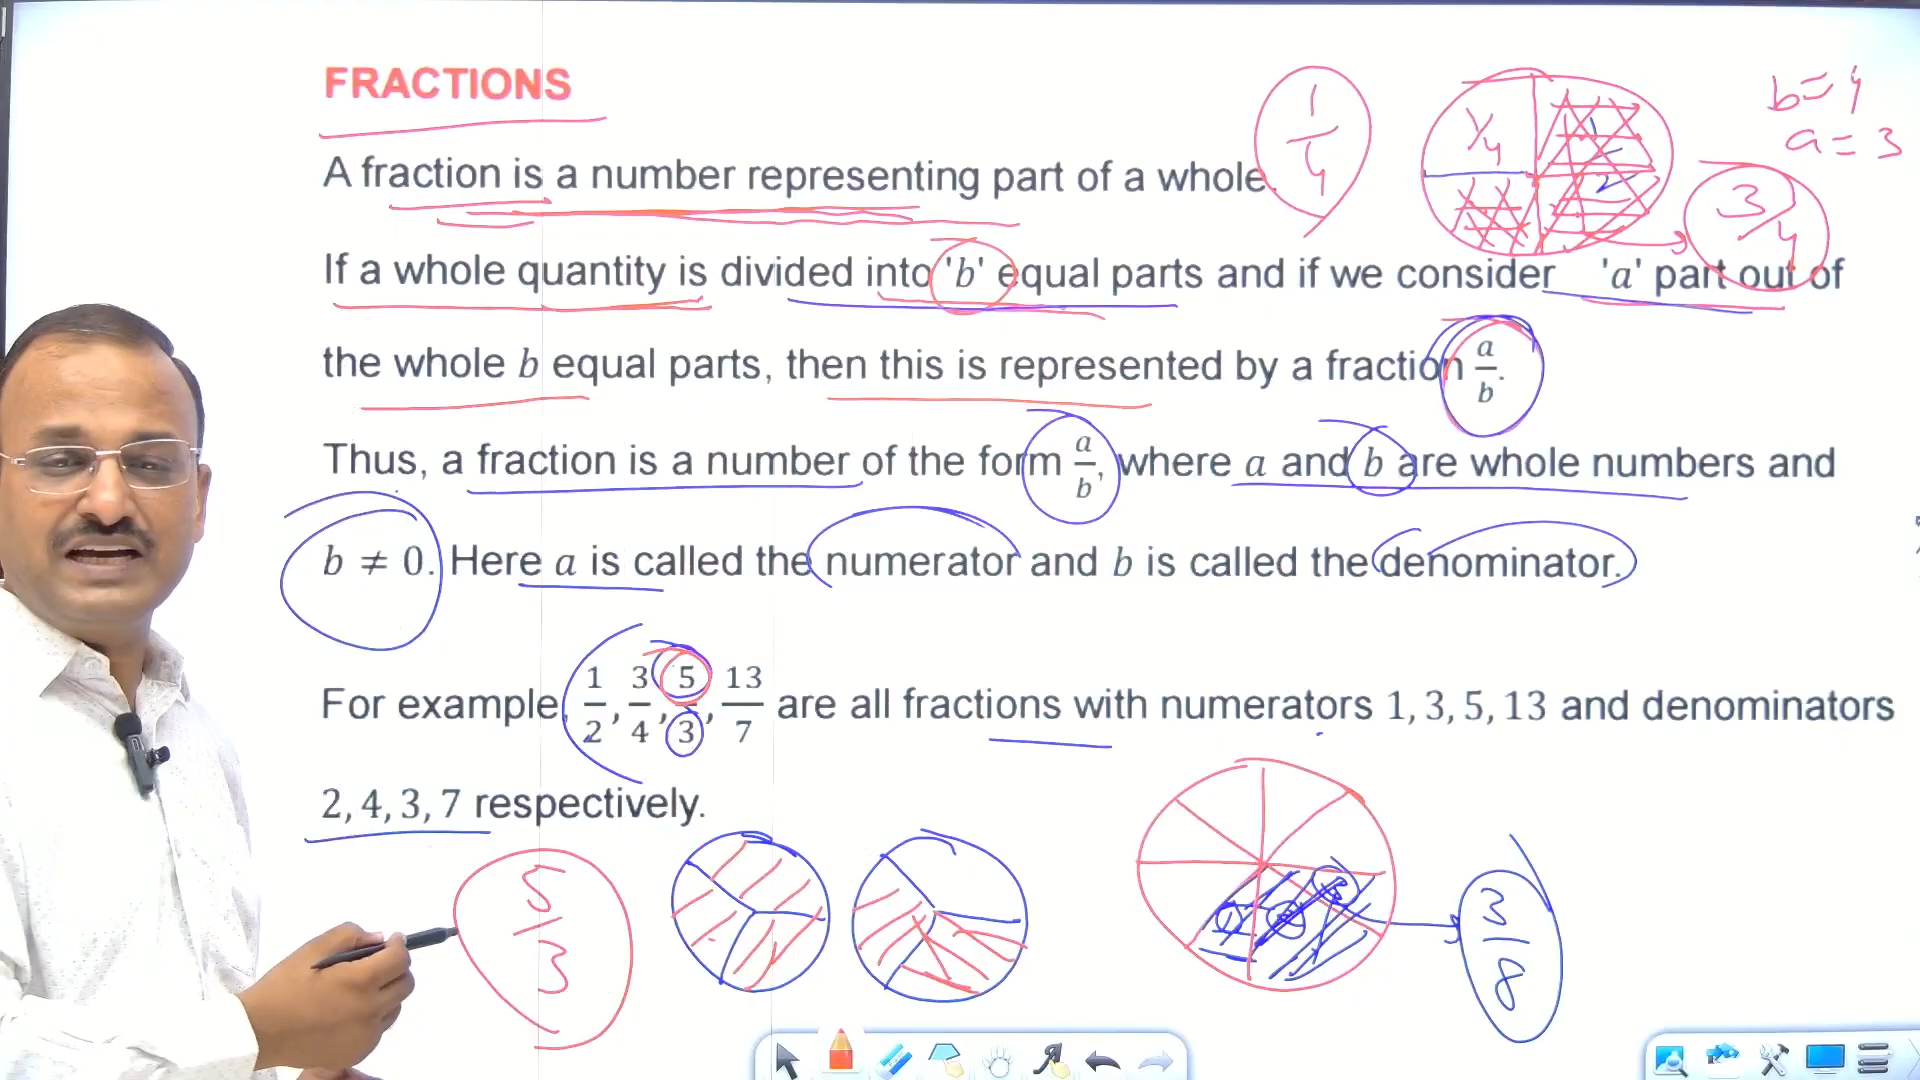 FRACTIONS
A fraction is a number representing part of a whole.
1/4
1/4
1
2
b = 4
a = 3
3/4
If a whole quantity is divided into 'b' equal parts and if we consider 'a' part out of
the whole b equal parts, then this is represented by a fraction a/b.
Thus, a fraction is a number of the form a/b, where a and b are whole numbers and
b ≠ 0. Here a is called the numerator and b is called the denominator.
For example, 1/2, 3/4, 5/3, 13/7 are all fractions with numerators 1, 3, 5, 13 and denominators
2, 4, 3, 7 respectively.
5/3
1
2
3
3/8